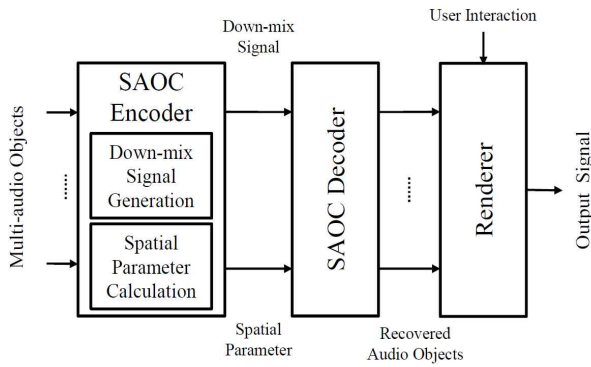 Multi-audio Objects
SAOC
Encoder
Down-mix
Signal
Generation
Spatial
Parameter
Calculation
Down-mix
Signal
Spatial
Parameter
SAOC Decoder
Recovered
Audio Objects
User Interaction
Renderer
Output Signal